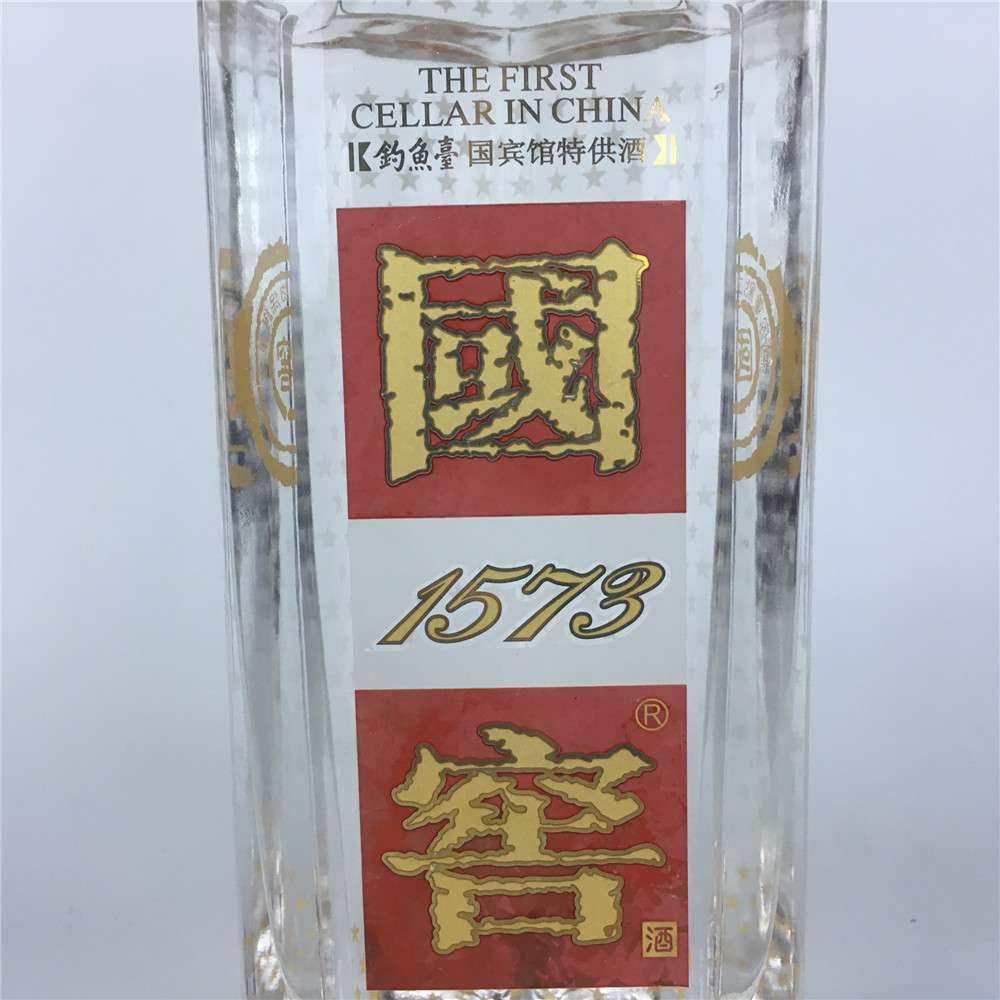 THE FIRST
CELLAR IN CHINA
釣魚臺 国宾馆特供酒
國
1573
®
窖
酒